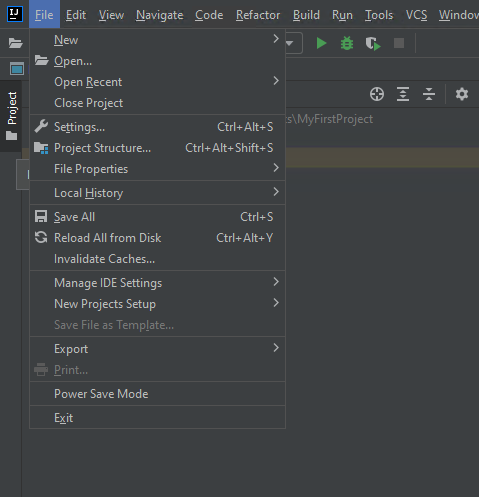 IJ File Edit View Navigate Code Refactor Build Run Tools VCS Window
New
Open...
Open Recent
Close Project
Project
s\MyFirstProject
Settings... Ctrl+Alt+S
Project Structure... Ctrl+Alt+Shift+S
File Properties
Local History
Save All Ctrl+S
Reload All from Disk Ctrl+Alt+Y
Invalidate Caches...
Manage IDE Settings
New Projects Setup
Save File as Template...
Export
Print...
Power Save Mode
Exit